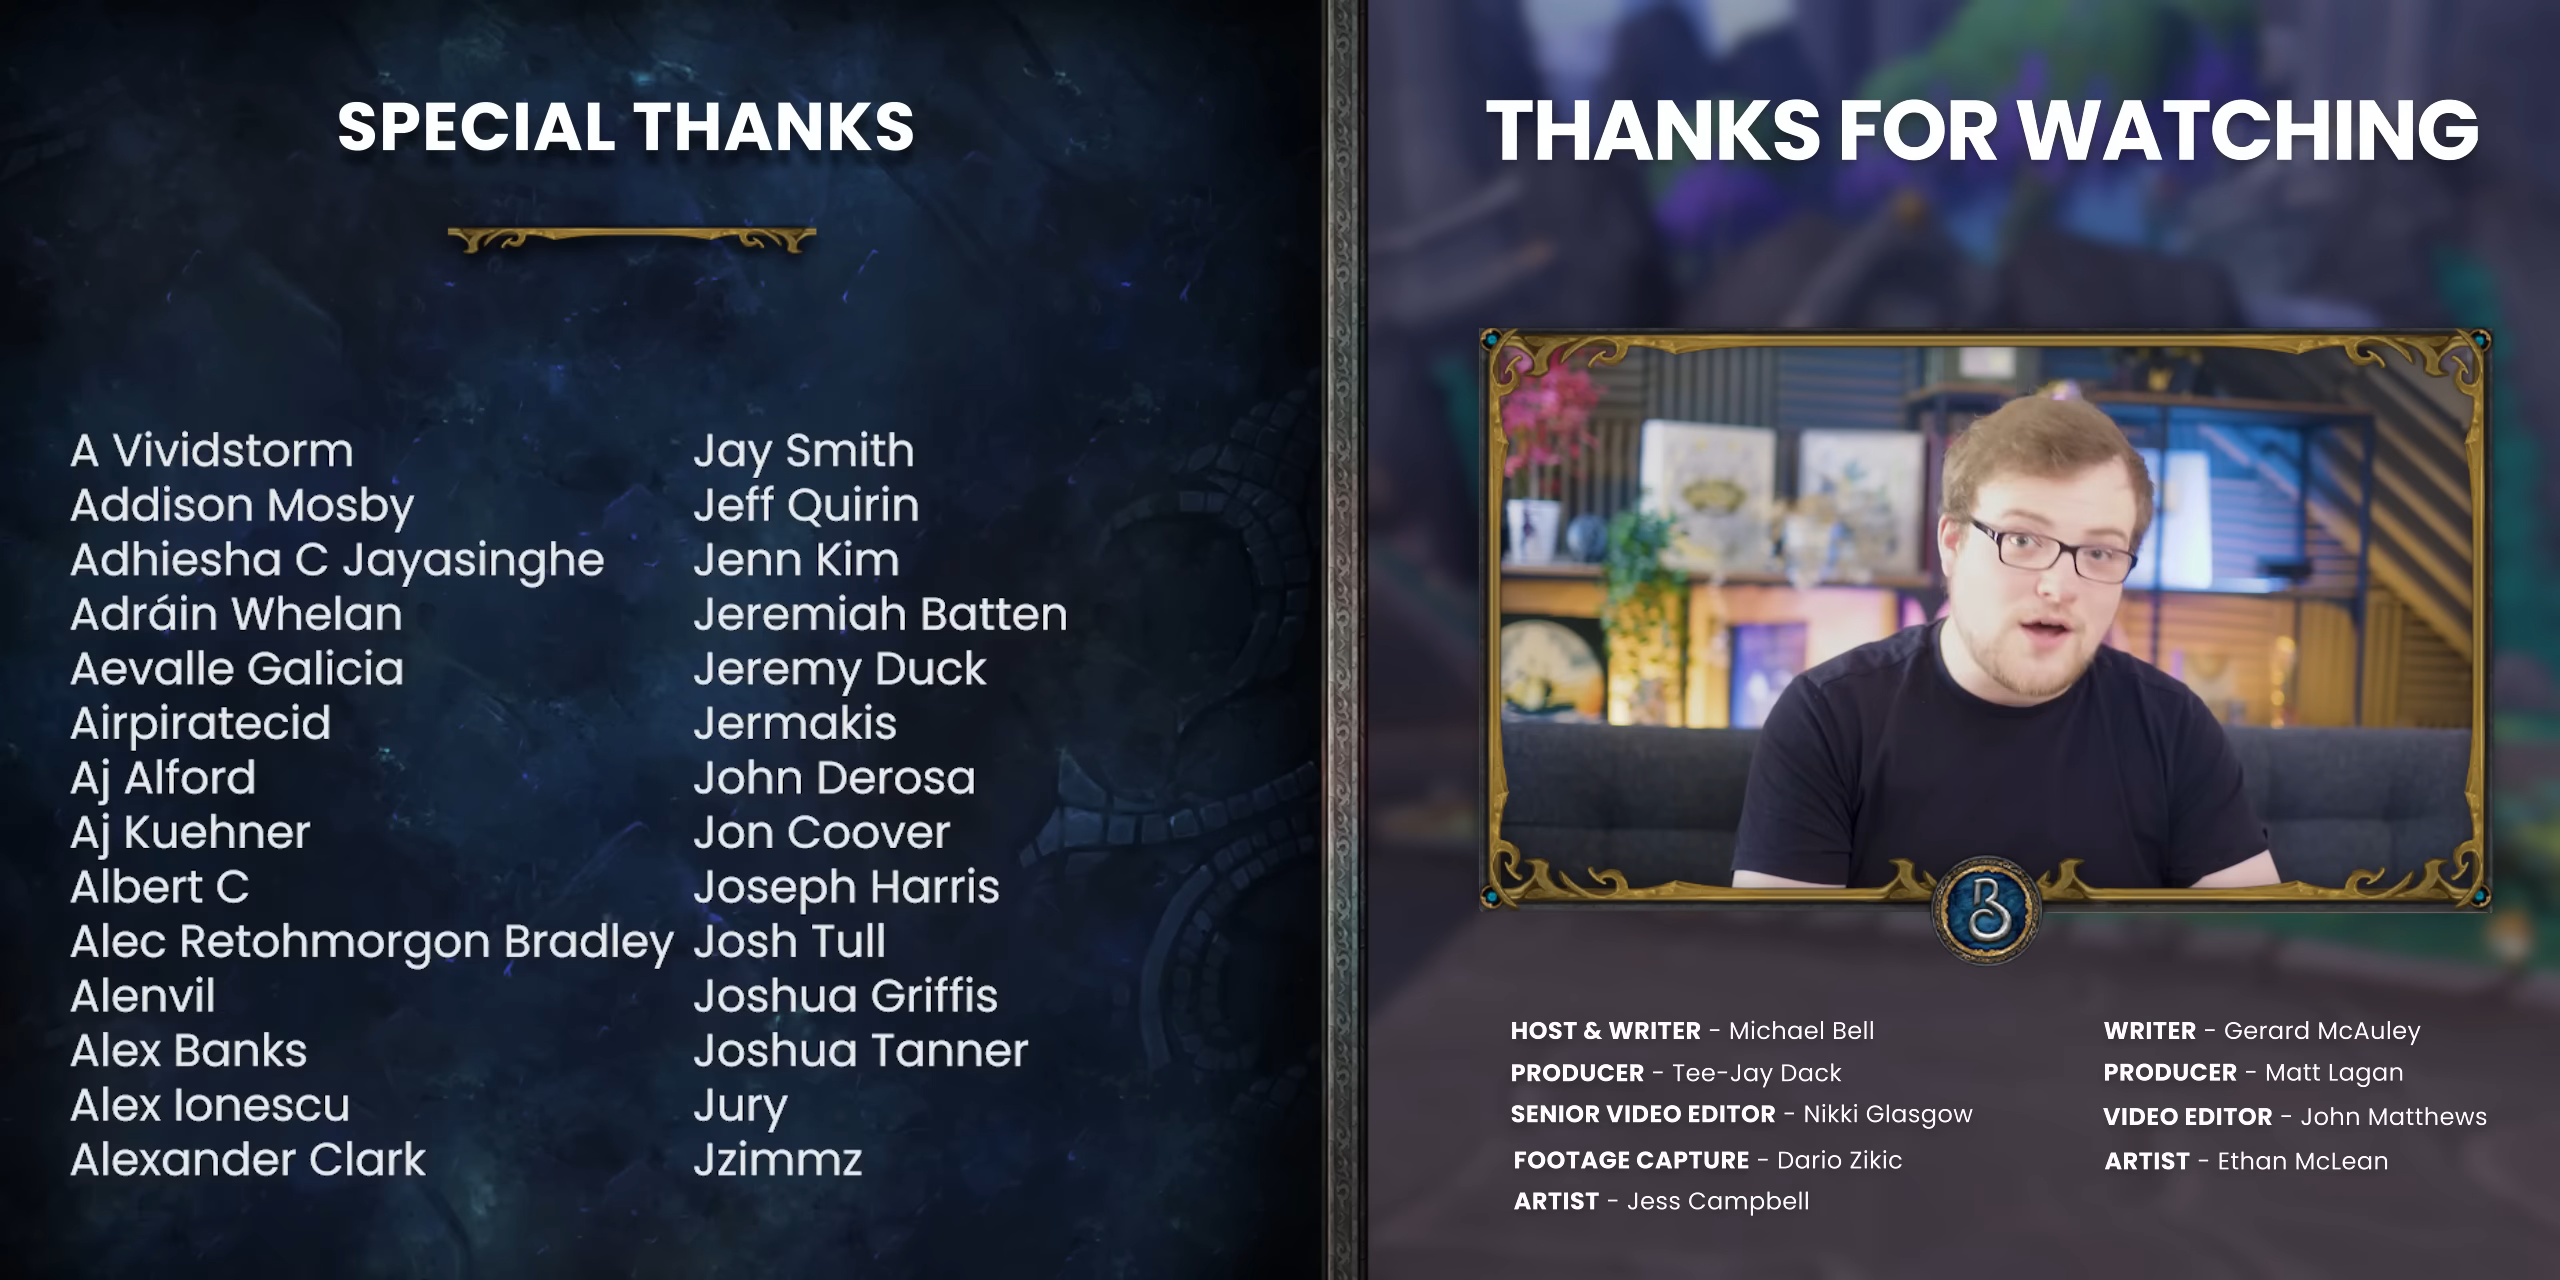 SPECIAL THANKS
A Vividstorm
Addison Mosby
Adhiesha C Jayasinghe
Adráin Whelan
Aevalle Galicia
Airpiratecid
Aj Alford
Aj Kuehner
Albert C
Alec Retohmorgon Bradley
Alenvil
Alex Banks
Alex Ionescu
Alexander Clark
Jay Smith
Jeff Quirin
Jenn Kim
Jeremiah Batten
Jeremy Duck
Jermakis
John Derosa
Jon Coover
Joseph Harris
Josh Tull
Joshua Griffis
Joshua Tanner
Jury
Jzimmz
THANKS FOR WATCHING
B
HOST & WRITER - Michael Bell
PRODUCER - Tee-Jay Dack
SENIOR VIDEO EDITOR - Nikki Glasgow
FOOTAGE CAPTURE - Dario Zikic
ARTIST - Jess Campbell
WRITER - Gerard McAuley
PRODUCER - Matt Lagan
VIDEO EDITOR - John Matthews
ARTIST - Ethan McLean